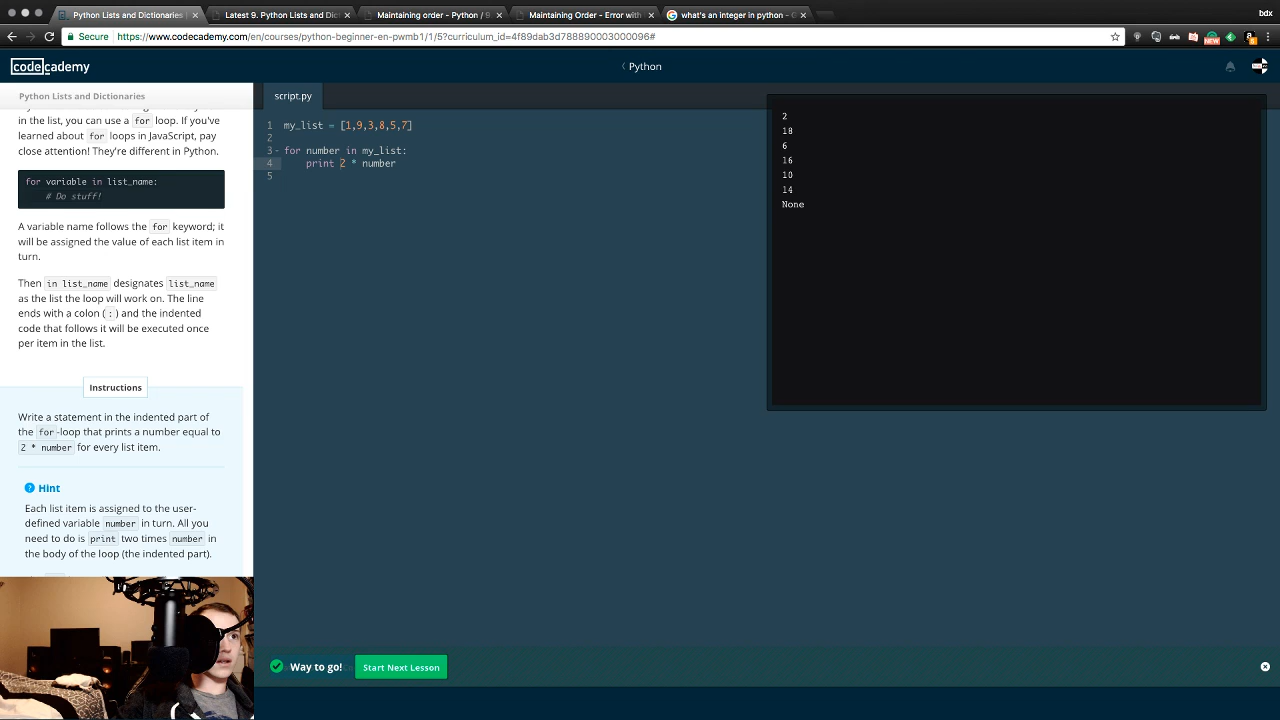 Python Lists and Dictionaries
Latest 9. Python Lists and Dic
Maintaining order - Python / 9
Maintaining Order - Error with
what's an integer in python - G
bdx
Secure
https://www.codecademy.com/en/courses/python-beginner-en-pwmb1/1/5?curriculum_id=4f89dab3d788890003000096#
NEW
codecademy
Python
Python Lists and Dictionaries
in the list, you can use a for loop. If you've
learned about for loops in JavaScript, pay
close attention! They're different in Python.
for variable in list_name:
# Do stuff!
A variable name follows the for keyword; it
will be assigned the value of each list item in
turn.
Then in list_name designates list_name
as the list the loop will work on. The line
ends with a colon (:) and the indented
code that follows it will be executed once
per item in the list.
Instructions
Write a statement in the indented part of
the for-loop that prints a number equal to
2 * number for every list item.
? Hint
Each list item is assigned to the user-
defined variable number in turn. All you
need to do is print two times number in
the body of the loop (the indented part).
script.py
1 my_list = [1,9,3,8,5,7]
2
3 for number in my_list:
4 print 2 * number
5
2
18
6
16
10
14
None
Way to go!
Start Next Lesson